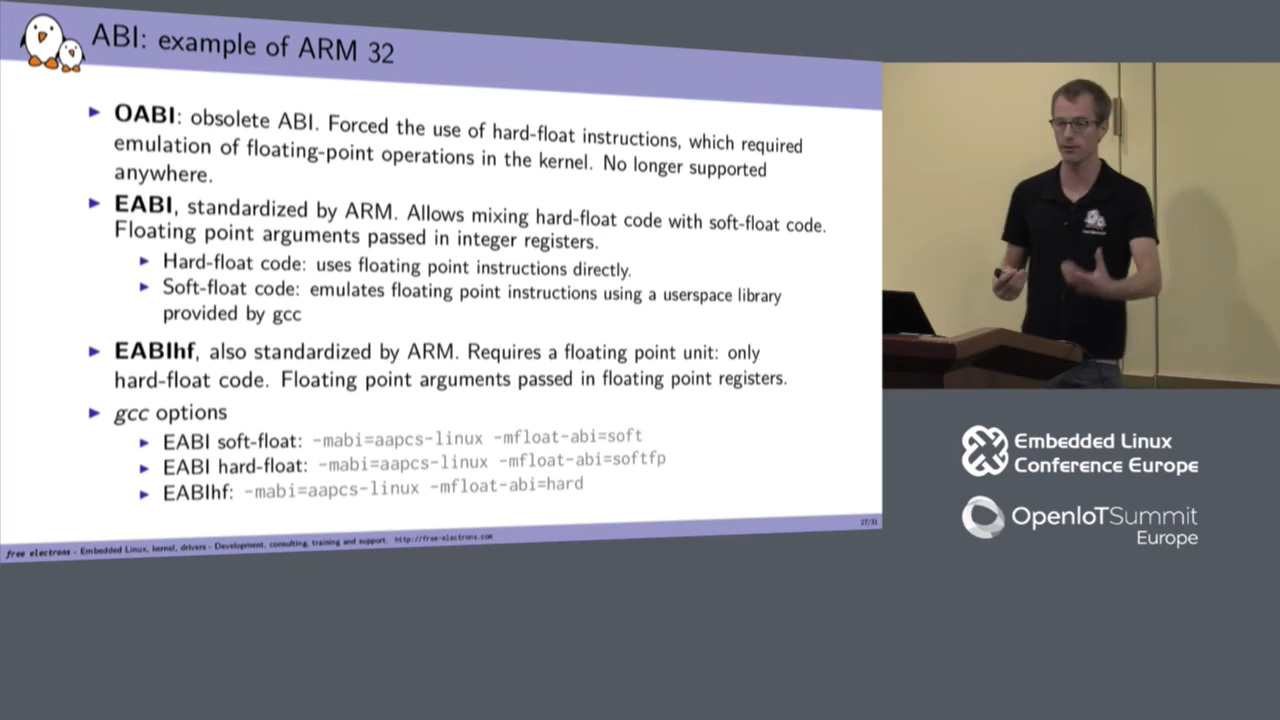 ABI: example of ARM 32
▶ OABI: obsolete ABI. Forced the use of hard-float instructions, which required
emulation of floating-point operations in the kernel. No longer supported
anywhere.
▶ EABI, standardized by ARM. Allows mixing hard-float code with soft-float code.
Floating point arguments passed in integer registers.
▶ Hard-float code: uses floating point instructions directly.
▶ Soft-float code: emulates floating point instructions using a userspace library
provided by gcc
▶ EABIhf, also standardized by ARM. Requires a floating point unit: only
hard-float code. Floating point arguments passed in floating point registers.
▶ gcc options
▶ EABI soft-float: -mabi=aapcs-linux -mfloat-abi=soft
▶ EABI hard-float: -mabi=aapcs-linux -mfloat-abi=softfp
▶ EABIhf: -mabi=aapcs-linux -mfloat-abi=hard
27/31
free electrons - Embedded Linux, kernel, drivers - Development, consulting, training and support. http://free-electrons.com
Embedded Linux
Conference Europe
OpenIoTSummit
Europe